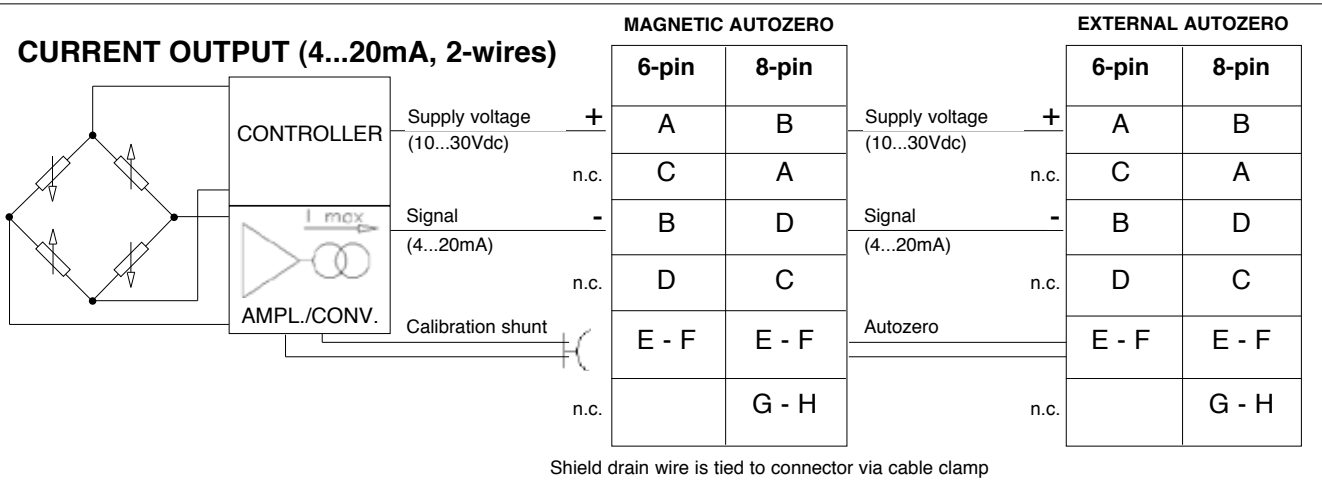 MAGNETIC AUTOZERO
EXTERNAL AUTOZERO
CURRENT OUTPUT (4...20mA, 2-wires)
6-pin 8-pin
6-pin 8-pin
CONTROLLER
Supply voltage +
(10...30Vdc)
A B
Supply voltage +
(10...30Vdc)
A B
n.c. C A
n.c. C A
I max
Signal -
(4...20mA)
B D
Signal -
(4...20mA)
B D
n.c. D C
n.c. D C
AMPL./CONV.
Calibration shunt
E - F E - F
Autozero
E - F E - F
n.c. G - H
n.c. G - H
Shield drain wire is tied to connector via cable clamp